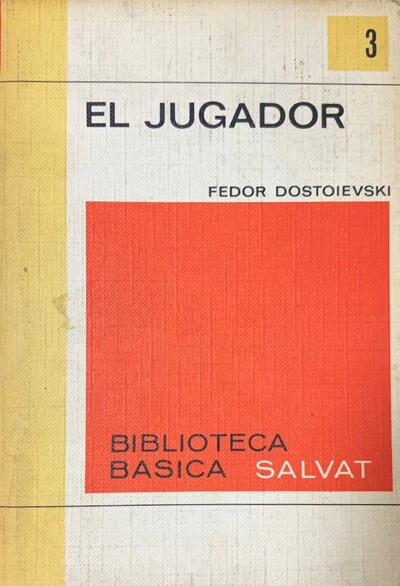 3
EL JUGADOR
FEDOR DOSTOIEVSKI
BIBLIOTECA
BASICA SALVAT